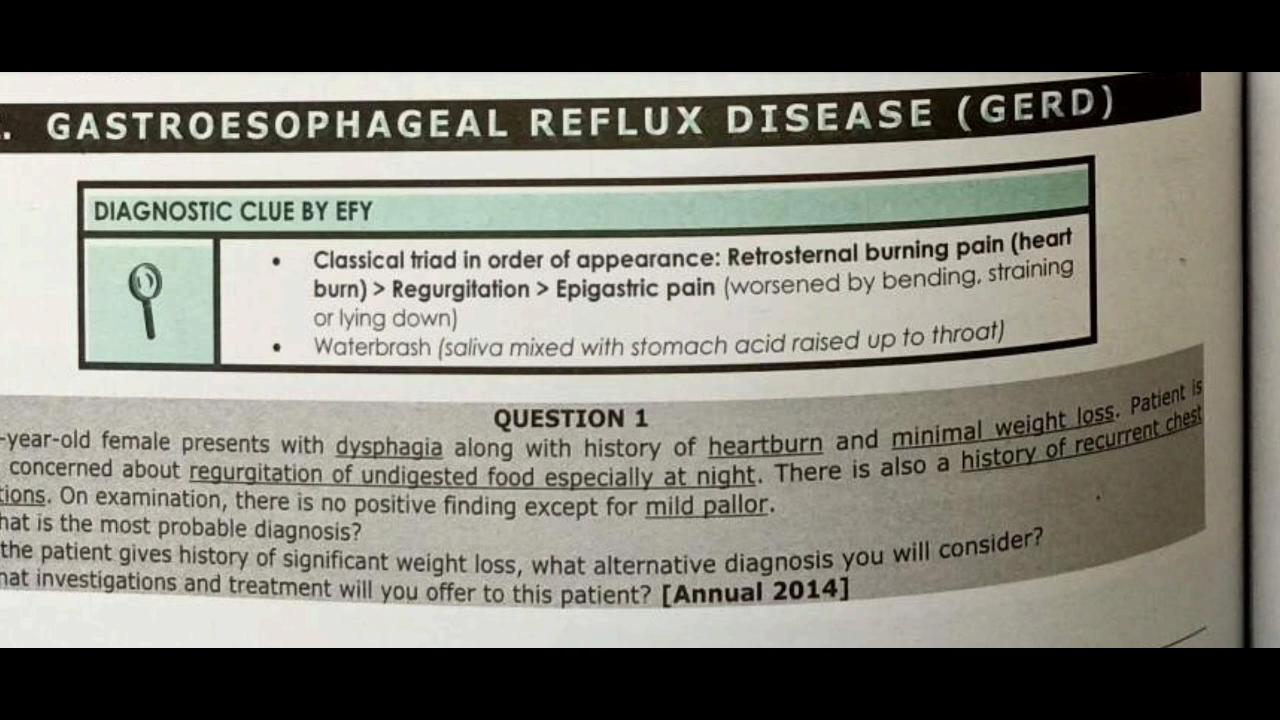 . GASTROESOPHAGEAL REFLUX DISEASE (GERD)
DIAGNOSTIC CLUE BY EFY
• Classical triad in order of appearance: Retrosternal burning pain (heart
burn) > Regurgitation > Epigastric pain (worsened by bending, straining
or lying down)
• Waterbrash (saliva mixed with stomach acid raised up to throat)
QUESTION 1
-year-old female presents with dysphagia along with history of heartburn and minimal weight loss. Patient is
concerned about regurgitation of undigested food especially at night. There is also a history of recurrent chest
tions. On examination, there is no positive finding except for mild pallor.
hat is the most probable diagnosis?
the patient gives history of significant weight loss, what alternative diagnosis you will consider?
hat investigations and treatment will you offer to this patient? [Annual 2014]